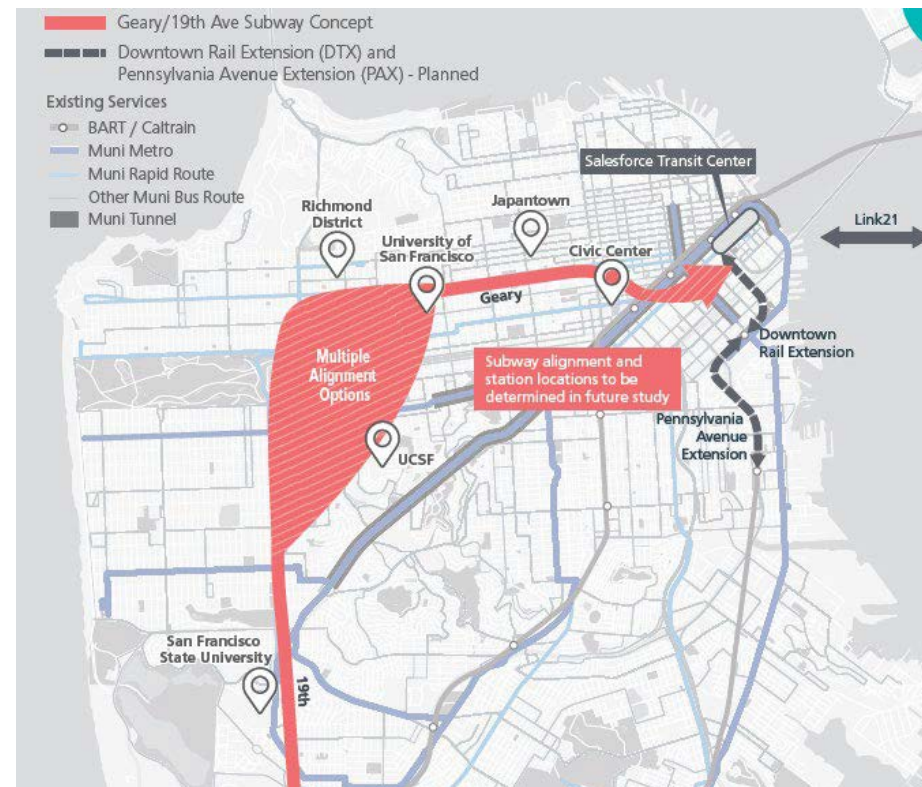 Geary/19th Ave Subway Concept
Downtown Rail Extension (DTX) and
Pennsylvania Avenue Extension (PAX) - Planned
Existing Services
BART / Caltrain
Muni Metro
Muni Rapid Route
Other Muni Bus Route
Muni Tunnel
Salesforce Transit Center
Richmond
District
Japantown
Link21
University of
San Francisco
Civic Center
Geary
Multiple
Alignment
Options
Subway alignment and
station locations to be
determined in future study
Downtown
Rail Extension
Pennsylvania
Avenue
Extension
UCSF
San Francisco
State University
19th